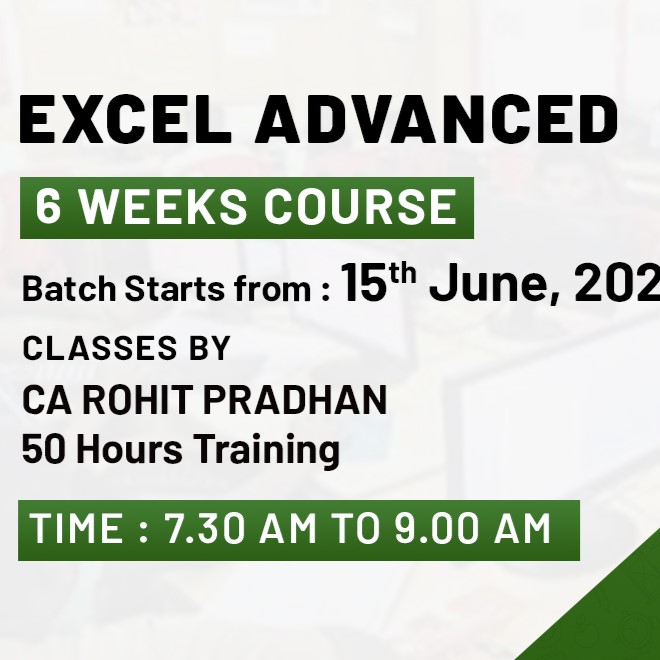 EXCEL ADVANCED
6 WEEKS COURSE
Batch Starts from : 15th June, 202
CLASSES BY
CA ROHIT PRADHAN
50 Hours Training
TIME : 7.30 AM TO 9.00 AM